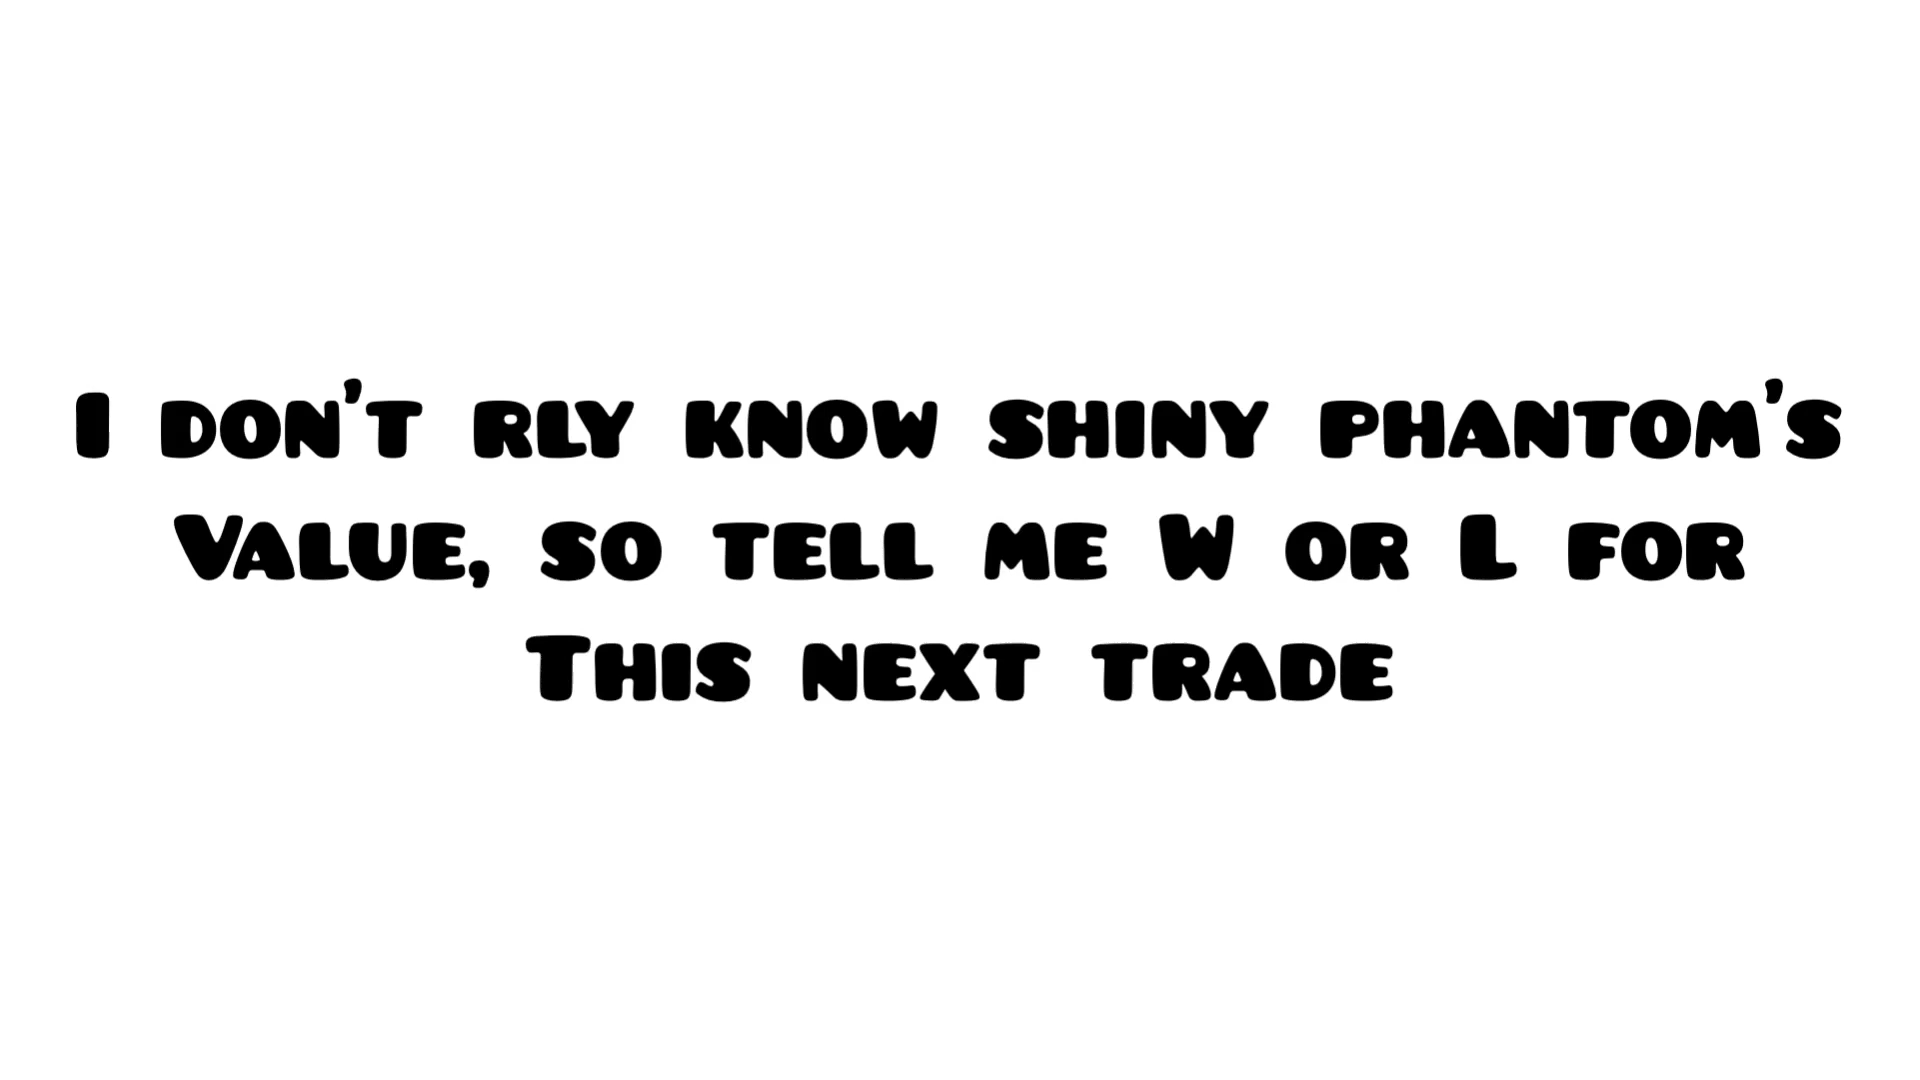 I don't rly know shiny phantom's
Value, so tell me W or L for
This next trade